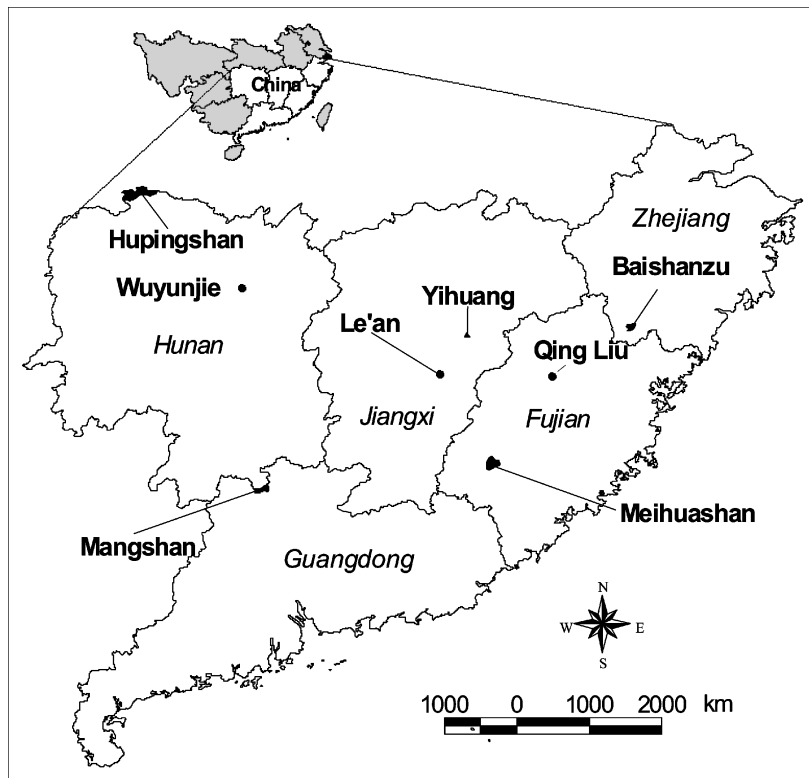 China
Zhejiang
Hupingshan
Baishanzu
Wuyunjie
Yihuang
Le'an
Hunan
Qing Liu
Jiangxi
Fujian
Meihuashan
Mangshan
Guangdong
N
W E
S
1000 0 1000 2000 km